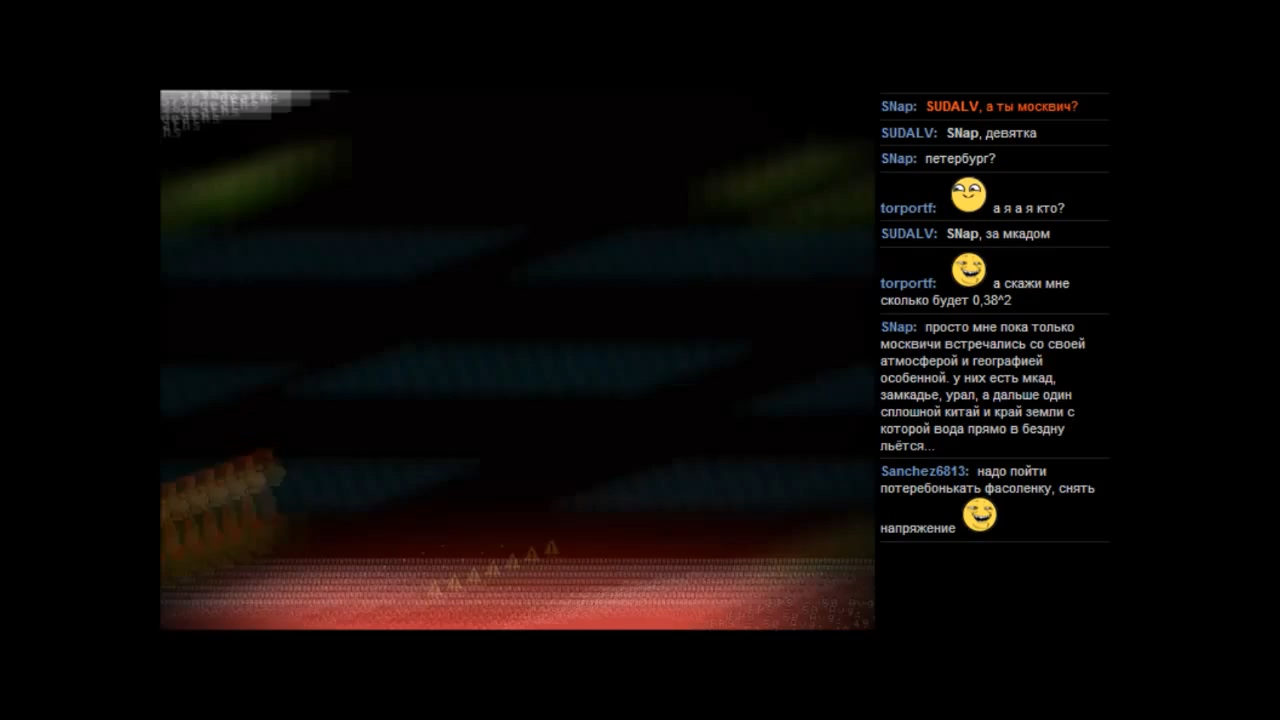 SNap: SUDALV, а ты москвич?
SUDALV: SNap, девятка
SNap: петербург?
torportf: а я а я кто?
SUDALV: SNap, за мкадом
torportf: а скажи мне
сколько будет 0,38^2
SNap: просто мне пока только
москвичи встречались со своей
атмосферой и географией
особенной. у них есть мкад,
замкадье, урал, а дальше один
сплошной китай и край земли с
которой вода прямо в бездну
льётся...
Sanchez6813: надо пойти
потеребонькать фасоленку, снять
напряжение